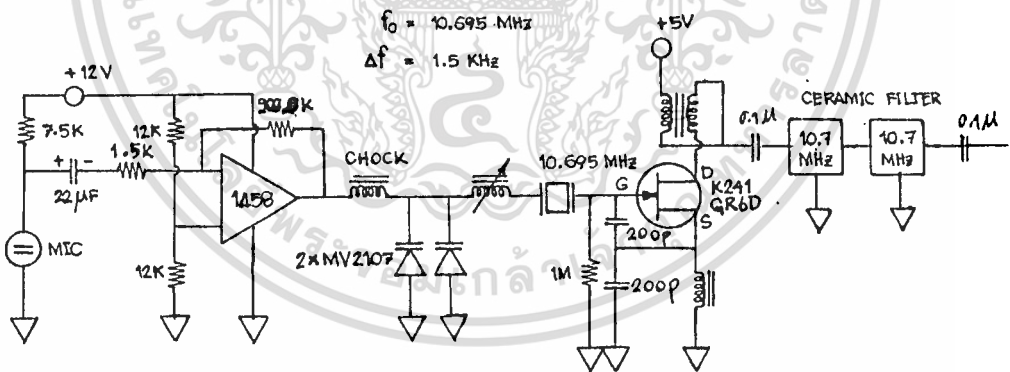 f₀ = 10.695 MHz
Δf = 1.5 KHz
+12V
7.5K
12K
1.5K
22µF
MIC
12K
1458
CHOCK
2×MV2107
10.695 MHz
G
D
S
K241
GR6D
200p
200p
1M
+5V
0.1µ
CERAMIC FILTER
10.7
MHz
10.7
MHz
0.1µ